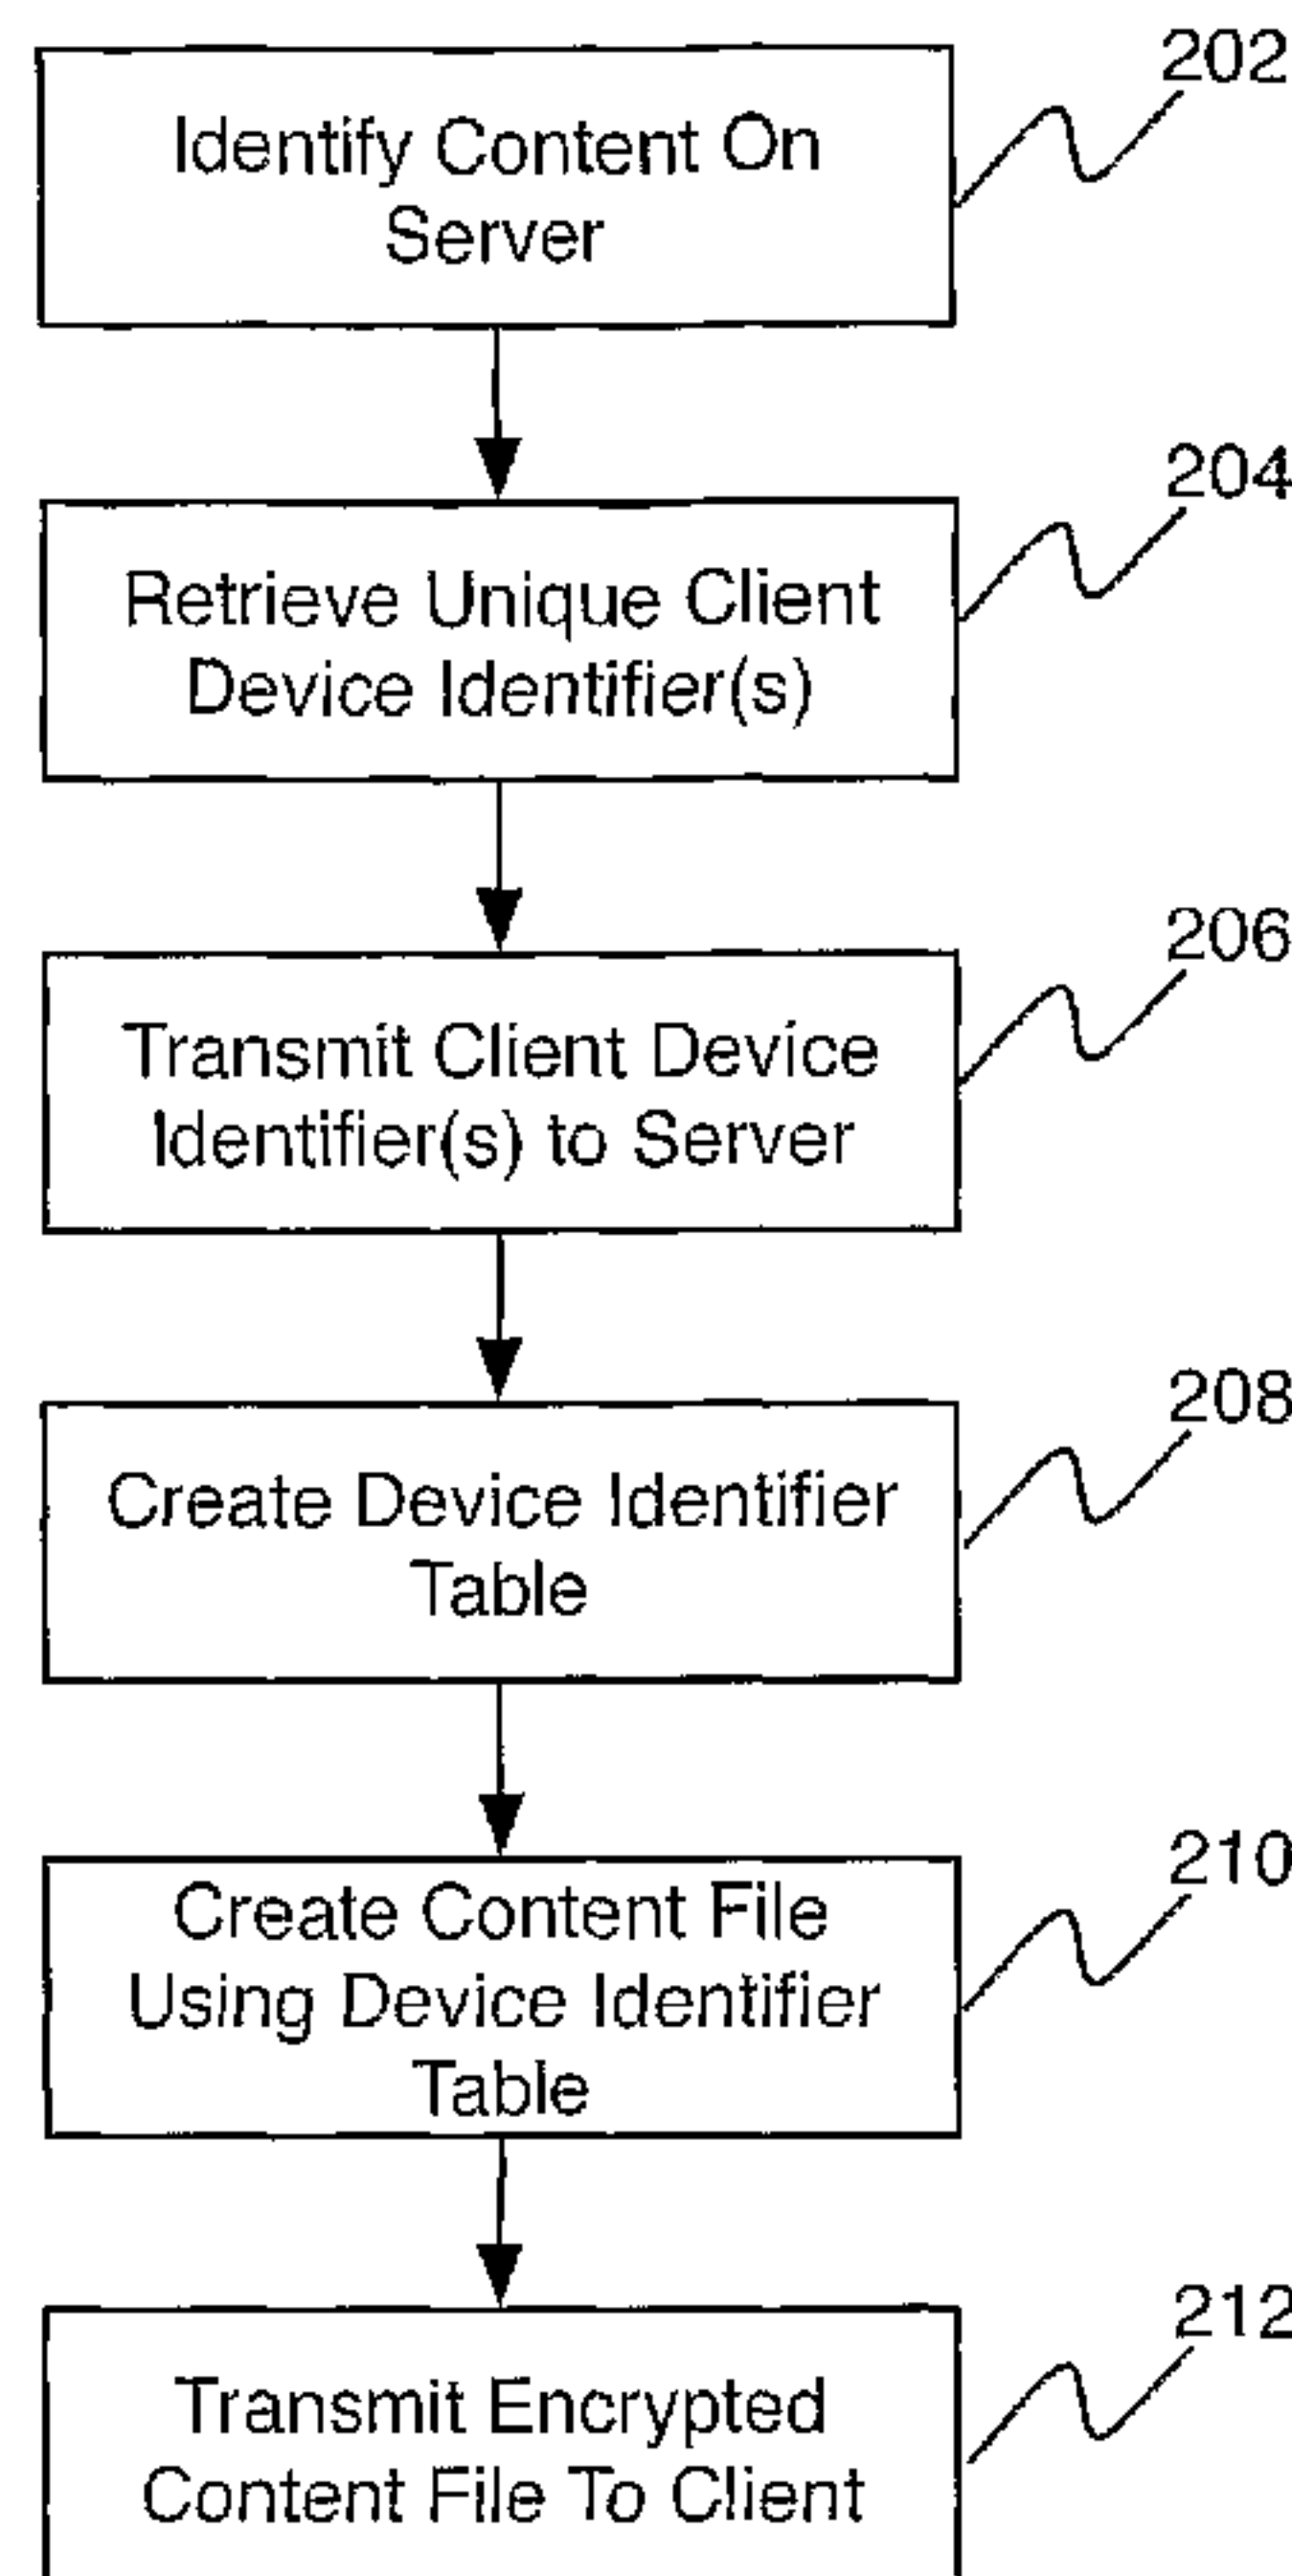 202
Identify Content On
Server
204
Retrieve Unique Client
Device Identifier(s)
206
Transmit Client Device
Identifier(s) to Server
208
Create Device Identifier
Table
210
Create Content File
Using Device Identifier
Table
212
Transmit Encrypted
Content File To Client